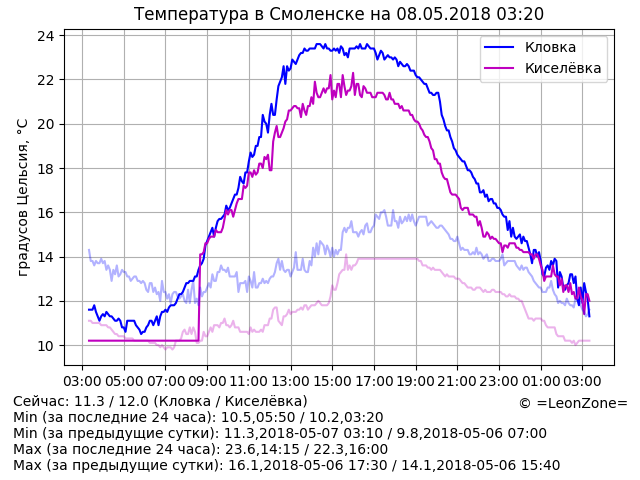 Температура в Смоленске на 08.05.2018 03:20
градусов Цельсия, °C
24
22
20
18
16
14
12
10
Кловка
Киселёвка
03:00 05:00 07:00 09:00 11:00 13:00 15:00 17:00 19:00 21:00 23:00 01:00 03:00
Сейчас: 11.3 / 12.0 (Кловка / Киселёвка)
© =LeonZone=
Min (за последние 24 часа): 10.5,05:50 / 10.2,03:20
Min (за предыдущие сутки): 11.3,2018-05-07 03:10 / 9.8,2018-05-06 07:00
Max (за последние 24 часа): 23.6,14:15 / 22.3,16:00
Max (за предыдущие сутки): 16.1,2018-05-06 17:30 / 14.1,2018-05-06 15:40